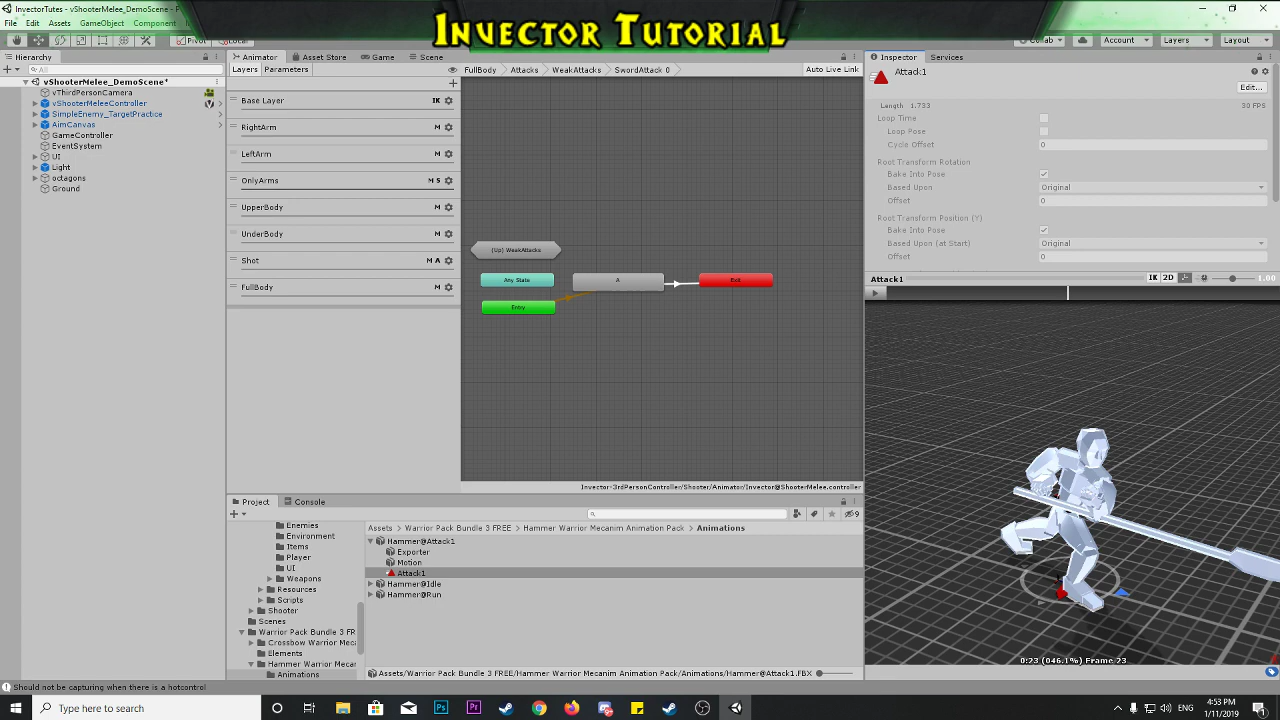 InvectorTutes - vShooterMelee_DemoScene - P
Invector Tutorial
File Edit Assets GameObject Component
Pivot Local Collab Account Layers Layout
Hierarchy
All
vShooterMelee_DemoScene*
vThirdPersonCamera
vShooterMeleeController
SimpleEnemy_TargetPractice
AimCanvas
GameController
EventSystem
UI
Light
octagons
Ground
Animator Asset Store Game Scene
Layers Parameters
FullBody Attacks WeakAttacks SwordAttack 0 Auto Live Link
Base Layer IK
RightArm M
LeftArm M
OnlyArms M S
UpperBody M
UnderBody M
Shot M A
FullBody M
(Up) WeakAttacks
Any State A Exit
Entry
Invector-3rdPersonController/Shooter/Animator/Invector@ShooterMelee.controller
Inspector Services
Attack1
Edit...
Length 1.733 30 FPS
Loop Time
Loop Pose
Cycle Offset 0
Root Transform Rotation
Bake Into Pose
Based Upon Original
Offset 0
Root Transform Position (Y)
Bake Into Pose
Based Upon (at Start) Original
Offset 0
Attack1 IK 2D 1.00
0:23 (046.1%) Frame 23
Project Console
9
Enemies
Environment
Items
Player
UI
Weapons
Resources
Scripts
Shooter
Scenes
Warrior Pack Bundle 3 FR
Crossbow Warrior Meca
Elements
Hammer Warrior Meca
Animations
Assets Warrior Pack Bundle 3 FREE Hammer Warrior Mecanim Animation Pack Animations
Hammer@Attack1
Exporter
Motion
Attack1
Hammer@Idle
Hammer@Run
Assets/Warrior Pack Bundle 3 FREE/Hammer Warrior Mecanim Animation Pack/Animations/Hammer@Attack1.FBX
Should not be capturing when there is a hotcontrol
Type here to search
Ps Pr
4:53 PM
1/11/2019